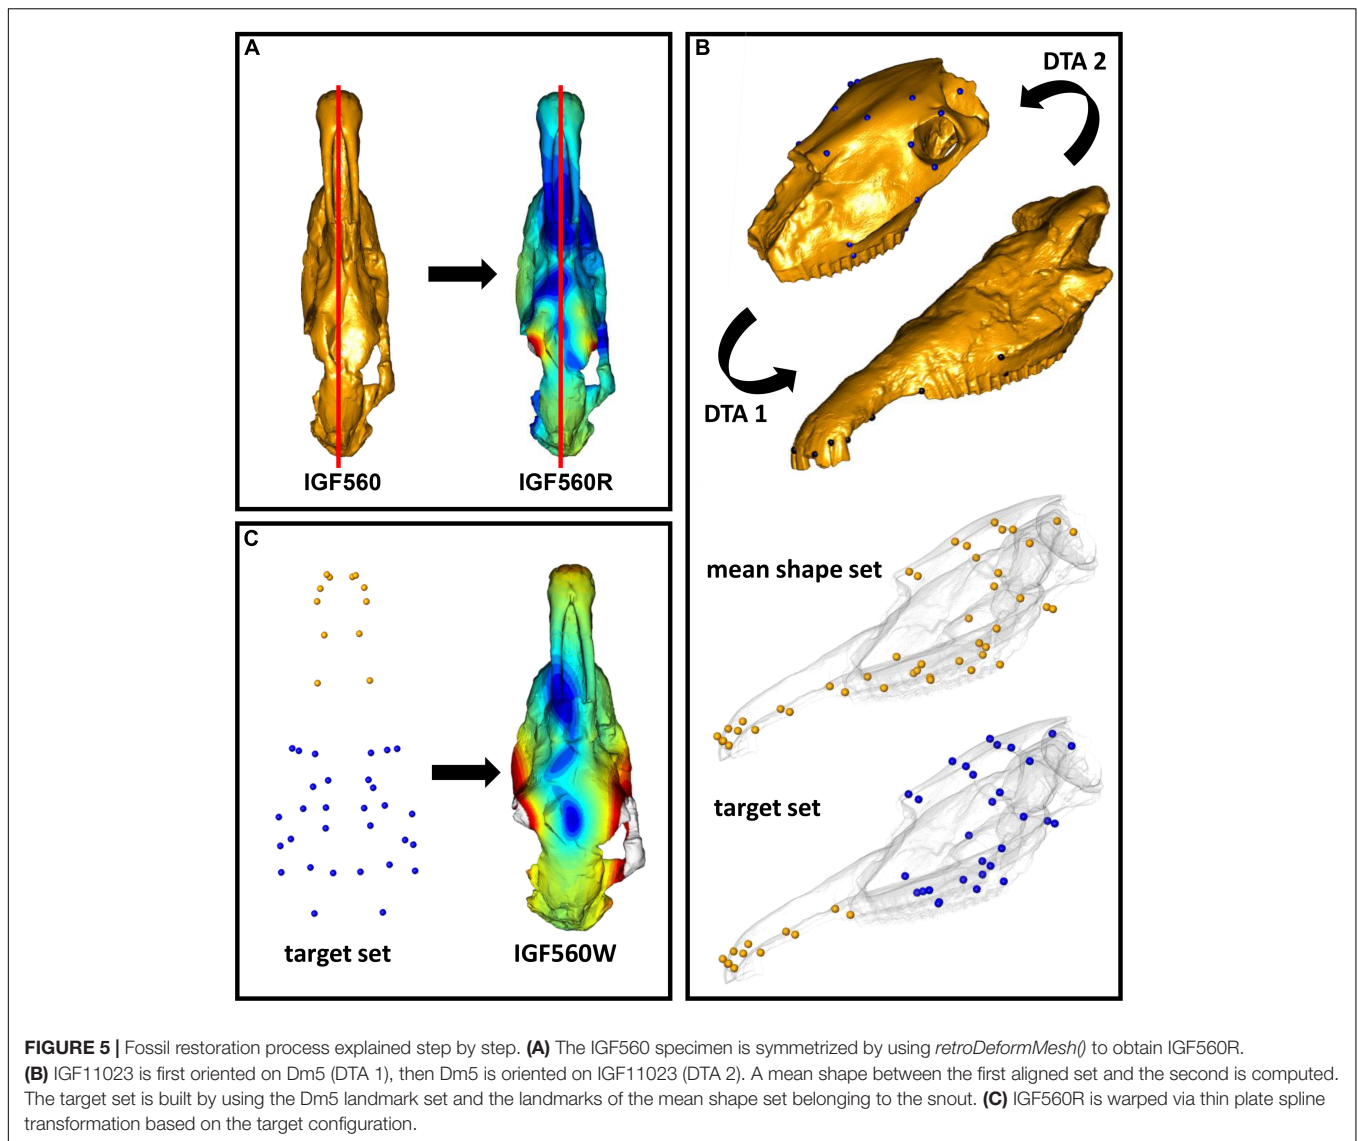 A
IGF560
IGF560R
B
DTA 2
DTA 1
mean shape set
target set
C
target set
IGF560W
FIGURE 5 | Fossil restoration process explained step by step. (A) The IGF560 specimen is symmetrized by using retroDeformMesh() to obtain IGF560R.
(B) IGF11023 is first oriented on Dm5 (DTA 1), then Dm5 is oriented on IGF11023 (DTA 2). A mean shape between the first aligned set and the second is computed.
The target set is built by using the Dm5 landmark set and the landmarks of the mean shape set belonging to the snout. (C) IGF560R is warped via thin plate spline
transformation based on the target configuration.